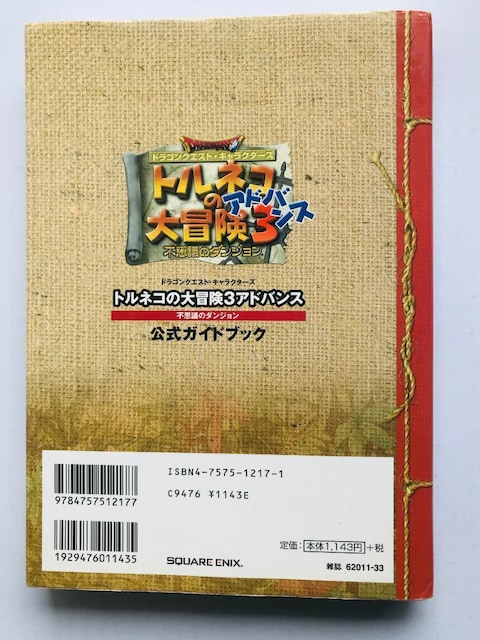 DRAGON QUEST
ドラゴンクエスト・キャラクターズ
トルネコの
大冒険3
アドバンス
不思議のダンジョン
ドラゴンクエスト・キャラクターズ
トルネコの大冒険3アドバンス
不思議のダンジョン
公式ガイドブック
ISBN4-7575-1217-1
C9476 ¥1143E
9784757512177
1929476011435
SQUARE ENIX.
定価：本体1,143円+税
雑誌 62011-33